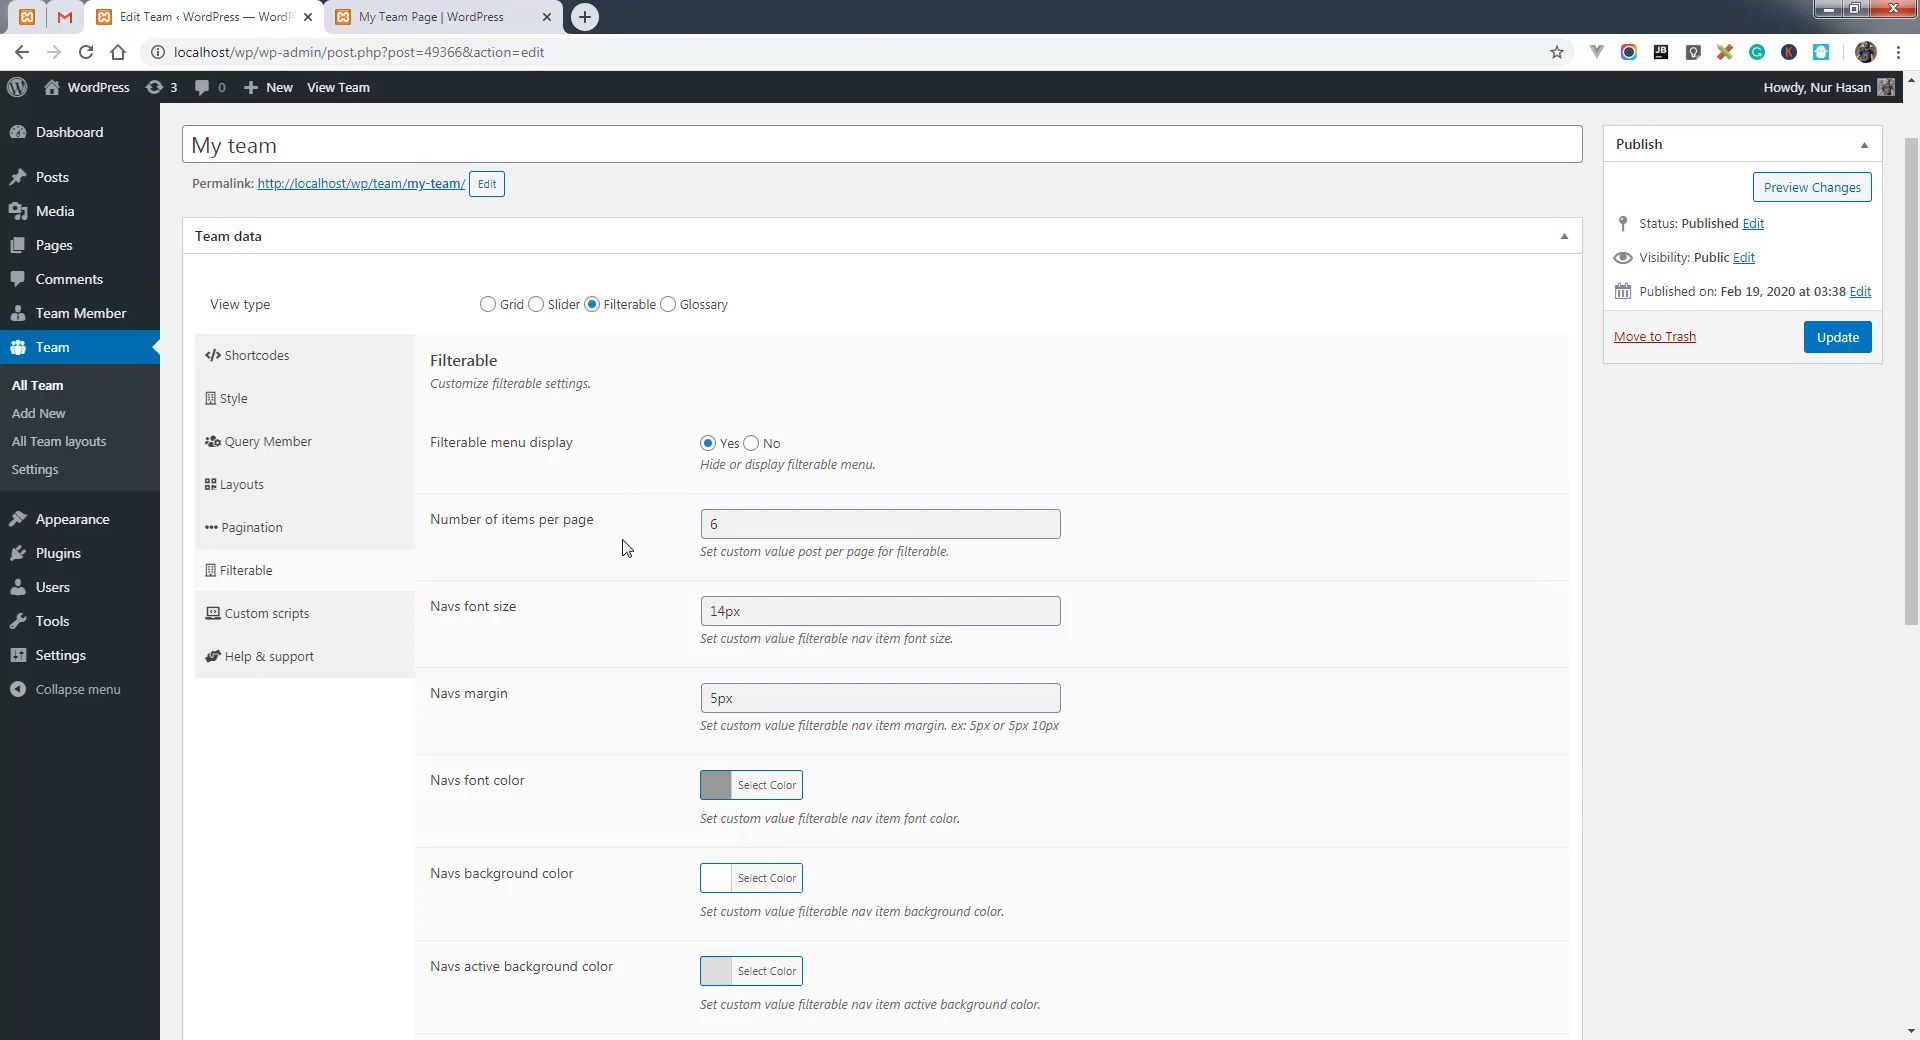 Edit Team ‹ WordPress — WordP
My Team Page | WordPress
localhost/wp/wp-admin/post.php?post=49366&action=edit
WordPress 3 0 New View Team
Howdy, Nur Hasan
Dashboard
Posts
Media
Pages
Comments
Team Member
Team
All Team
Add New
All Team layouts
Settings
Appearance
Plugins
Users
Tools
Settings
Collapse menu
My team
Permalink: http://localhost/wp/team/my-team/ Edit
Team data
View type
Grid Slider Filterable Glossary
Shortcodes
Style
Query Member
Layouts
Pagination
Filterable
Custom scripts
Help & support
Filterable
Customize filterable settings.
Filterable menu display
Yes No
Hide or display filterable menu.
Number of items per page
6
Set custom value post per page for filterable.
Navs font size
14px
Set custom value filterable nav item font size.
Navs margin
5px
Set custom value filterable nav item margin. ex: 5px or 5px 10px
Navs font color
Select Color
Set custom value filterable nav item font color.
Navs background color
Select Color
Set custom value filterable nav item background color.
Navs active background color
Select Color
Set custom value filterable nav item active background color.
Publish
Preview Changes
Status: Published Edit
Visibility: Public Edit
Published on: Feb 19, 2020 at 03:38 Edit
Move to Trash
Update